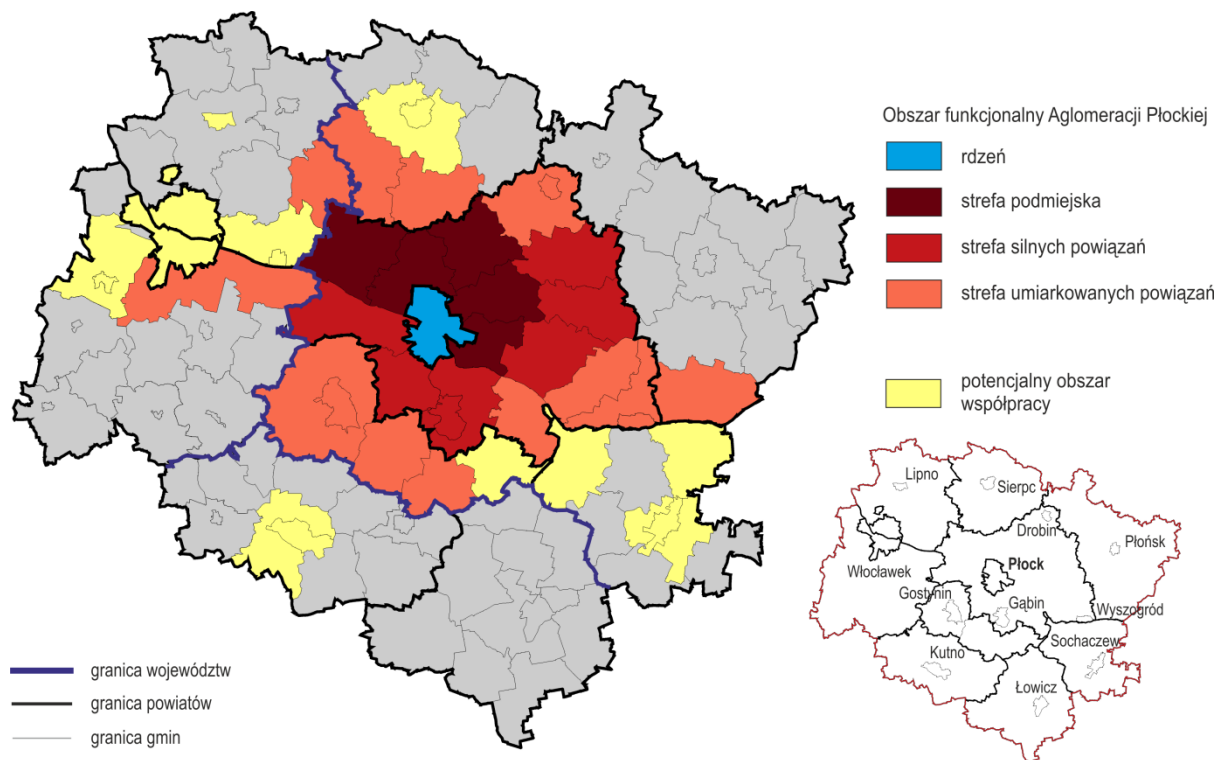 Obszar funkcjonalny Aglomeracji Płockiej
rdzeń
strefa podmiejska
strefa silnych powiązań
strefa umiarkowanych powiązań
potencjalny obszar
współpracy
Lipno
Sierpc
Drobin
Płońsk
Płock
Włocławek
Gostynin
Gąbin
Wyszogród
Sochaczew
Kutno
Łowicz
granica województw
granica powiatów
granica gmin